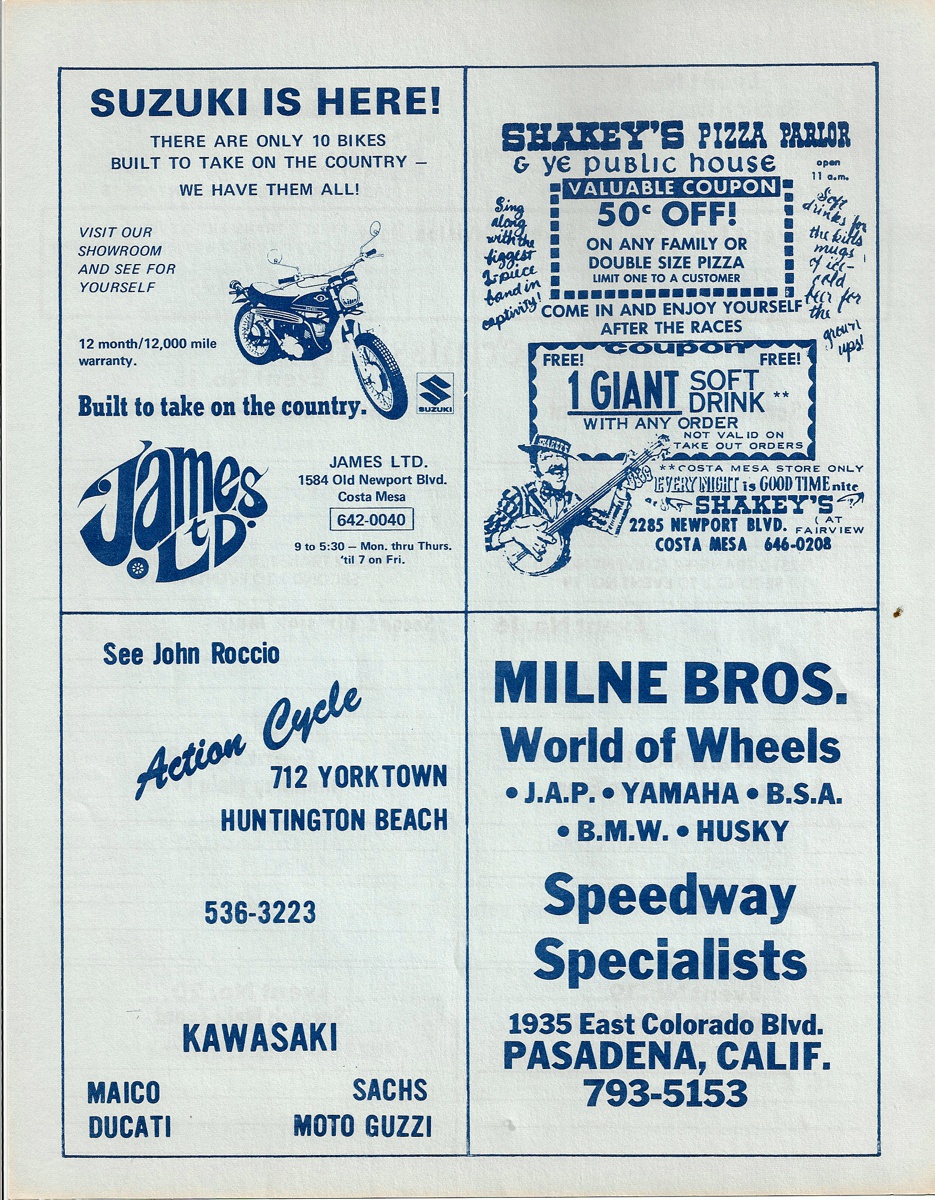 SUZUKI IS HERE!
THERE ARE ONLY 10 BIKES
BUILT TO TAKE ON THE COUNTRY –
WE HAVE THEM ALL!
VISIT OUR
SHOWROOM
AND SEE FOR
YOURSELF
12 month/12,000 mile
warranty.
Built to take on the country.
SUZUKI
James
LTD.
JAMES LTD.
1584 Old Newport Blvd.
Costa Mesa
642-0040
9 to 5:30 – Mon. thru Thurs.
'til 7 on Fri.
SHAKEY'S PIZZA PARLOR
& ye public house
open
11 a.m.
Sing
along
with the
biggest
band in
captivity!
VALUABLE COUPON
50¢ OFF!
ON ANY FAMILY OR
DOUBLE SIZE PIZZA
LIMIT ONE TO A CUSTOMER
Soft
drinks for
the kids
mugs
of ice-
cold
beer for
the
grown
ups!
COME IN AND ENJOY YOURSELF
AFTER THE RACES
coupon
FREE! FREE!
1 GIANT SOFT
DRINK **
WITH ANY ORDER
NOT VALID ON
TAKE OUT ORDERS
SHAKEY'S
**COSTA MESA STORE ONLY
EVERY NIGHT is GOOD TIME nite
at SHAKEY'S
2285 NEWPORT BLVD. (AT
FAIRVIEW
COSTA MESA 646-0208
See John Roccio
Action Cycle
712 YORKTOWN
HUNTINGTON BEACH
536-3223
KAWASAKI
MAICO SACHS
DUCATI MOTO GUZZI
MILNE BROS.
World of Wheels
• J.A.P. • YAMAHA • B.S.A.
• B.M.W. • HUSKY
Speedway
Specialists
1935 East Colorado Blvd.
PASADENA, CALIF.
793-5153